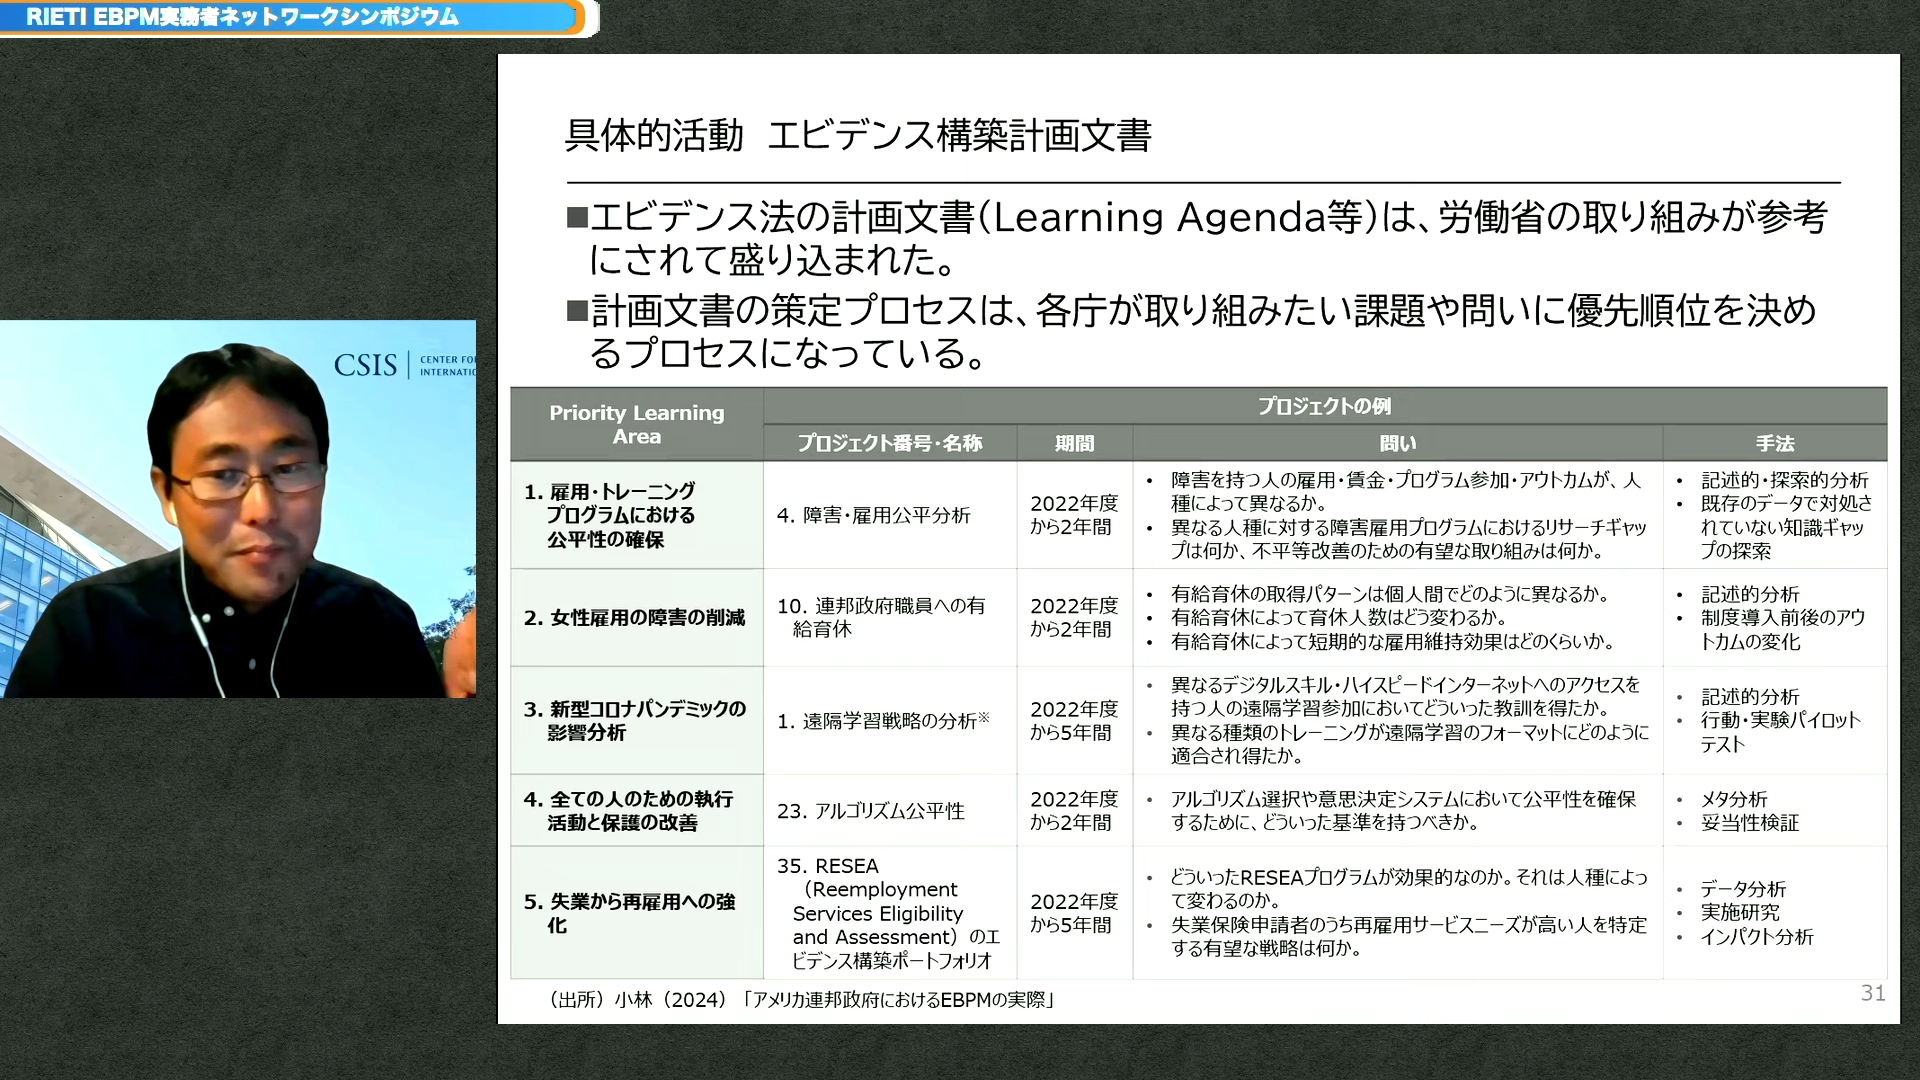 RIETI EBPM実務者ネットワークシンポジウム
CSIS
CENTER FO
INTERNATIO
具体的活動 エビデンス構築計画文書
■エビデンス法の計画文書(Learning Agenda等)は、労働省の取り組みが参考
にされて盛り込まれた。
■計画文書の策定プロセスは、各庁が取り組みたい課題や問いに優先順位を決め
るプロセスになっている。
Priority Learning
Area
プロジェクトの例
プロジェクト番号・名称
期間
問い
手法
1. 雇用・トレーニング
プログラムにおける
公平性の確保
4. 障害・雇用公平分析
2022年度
から2年間
• 障害を持つ人の雇用・賃金・プログラム参加・アウトカムが、人
種によって異なるか。
• 異なる人種に対する障害雇用プログラムにおけるリサーチギャッ
プは何か、不平等改善のための有望な取り組みは何か。
• 記述的・探索的分析
• 既存のデータで対処さ
れていない知識ギャッ
プの探索
2. 女性雇用の障害の削減
10. 連邦政府職員への有
給育休
2022年度
から2年間
• 有給育休の取得パターンは個人間でどのように異なるか。
• 有給育休によって育休人数はどう変わるか。
• 有給育休によって短期的な雇用維持効果はどのくらいか。
• 記述的分析
• 制度導入前後のアウ
トカムの変化
3. 新型コロナパンデミックの
影響分析
1. 遠隔学習戦略の分析※
2022年度
から5年間
• 異なるデジタルスキル・ハイスピードインターネットへのアクセスを
持つ人の遠隔学習参加においてどういった教訓を得たか。
• 異なる種類のトレーニングが遠隔学習のフォーマットにどのように
適合され得たか。
• 記述的分析
• 行動・実験パイロット
テスト
4. 全ての人のための執行
活動と保護の改善
23. アルゴリズム公平性
2022年度
から2年間
• アルゴリズム選択や意思決定システムにおいて公平性を確保
するために、どういった基準を持つべきか。
• メタ分析
• 妥当性検証
5. 失業から再雇用への強
化
35. RESEA
(Reemployment
Services Eligibility
and Assessment)のエ
ビデンス構築ポートフォリオ
2022年度
から5年間
• どういったRESEAプログラムが効果的なのか。それは人種によっ
て変わるのか。
• 失業保険申請者のうち再雇用サービスニーズが高い人を特定
する有望な戦略は何か。
• データ分析
• 実施研究
• インパクト分析
(出所)小林(2024)「アメリカ連邦政府におけるEBPMの実際」
31